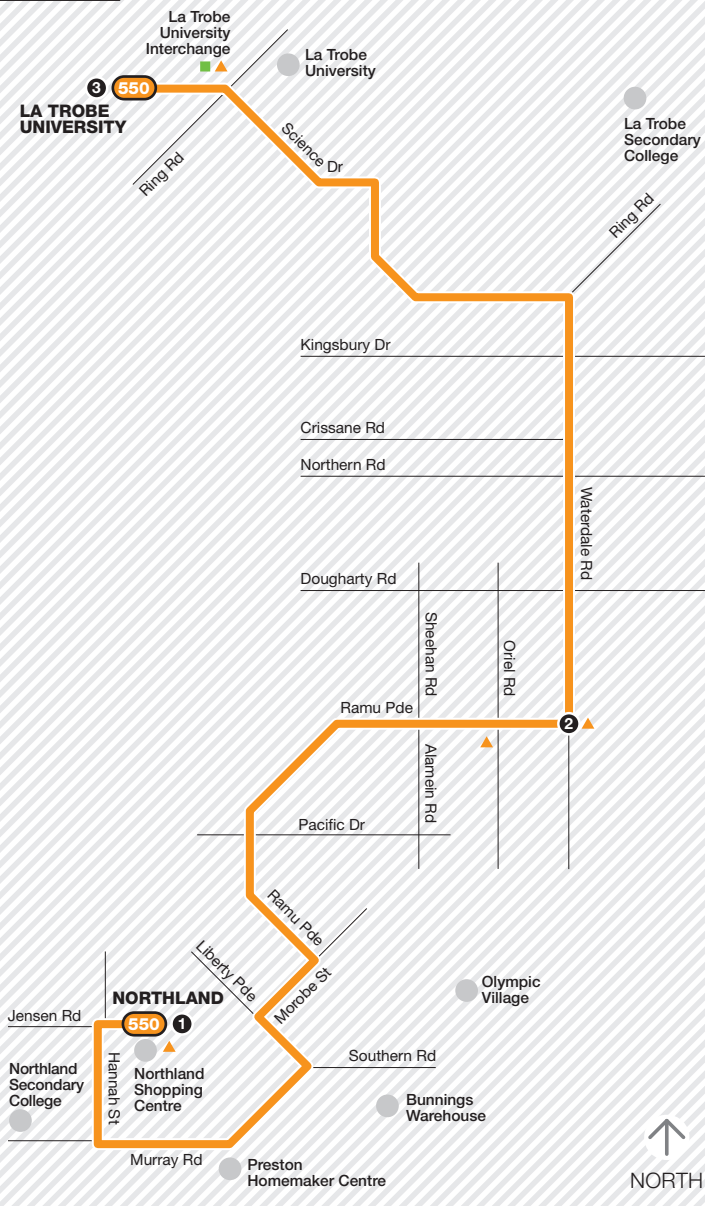 La Trobe
University
Interchange
La Trobe
University
3 550
LA TROBE
UNIVERSITY
La Trobe
Secondary
College
Science Dr
Ring Rd
Ring Rd
Kingsbury Dr
Crissane Rd
Northern Rd
Waterdale Rd
Dougharty Rd
Sheehan Rd
Oriel Rd
Ramu Pde
2
Alamein Rd
Pacific Dr
Ramu Pde
Liberty Pde
Morobe St
Olympic
Village
NORTHLAND
Jensen Rd
550 1
Hannah St
Northland
Secondary
College
Northland
Shopping
Centre
Southern Rd
Bunnings
Warehouse
Murray Rd
Preston
Homemaker Centre
NORTH